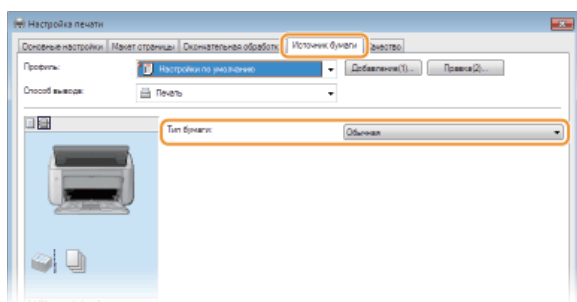 Настройка печати
Основные настройки Макет страницы Окончательная обработк Источник бумаги Качество
Профиль: Настройки по умолчанию Добавление(1)... Правка(2)...
Способ вывода: Печать
Тип бумаги: Обычная